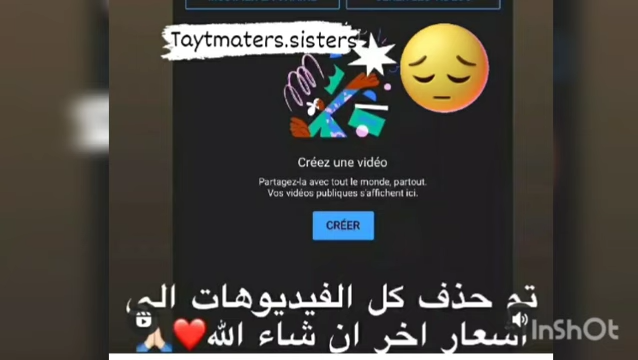 Taytmaters.sisters
Créez une vidéo
Partagez-la avec tout le monde, partout.
Vos vidéos publiques s'affichent ici.
CRÉER
تم حذف كل الفيديوهات الى
اسعار اخر ان شاء الله
InShOt